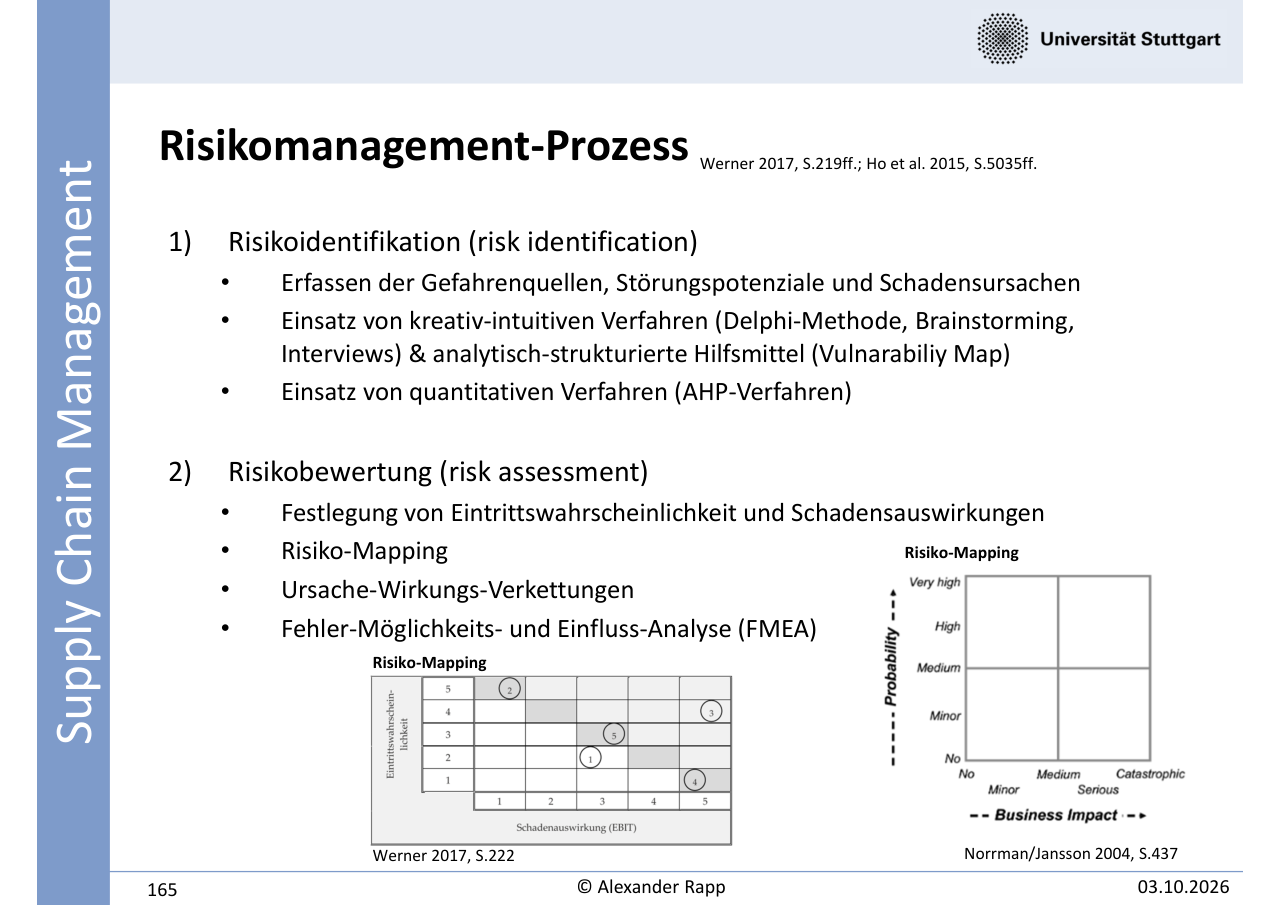 Universität Stuttgart
Supply Chain Management
Risikomanagement-Prozess Werner 2017, S.219ff.; Ho et al. 2015, S.5035ff.
1) Risikoidentifikation (risk identification)
• Erfassen der Gefahrenquellen, Störungspotenziale und Schadensursachen
• Einsatz von kreativ-intuitiven Verfahren (Delphi-Methode, Brainstorming,
Interviews) & analytisch-strukturierte Hilfsmittel (Vulnarabiliy Map)
• Einsatz von quantitativen Verfahren (AHP-Verfahren)
2) Risikobewertung (risk assessment)
• Festlegung von Eintrittswahrscheinlichkeit und Schadensauswirkungen
• Risiko-Mapping
• Ursache-Wirkungs-Verkettungen
• Fehler-Möglichkeits- und Einfluss-Analyse (FMEA)
Risiko-Mapping
Eintrittswahrschein-
lichkeit
5 2
4 3
3 5
2 1
1 4
1 2 3 4 5
Schadenauswirkung (EBIT)
Werner 2017, S.222
Risiko-Mapping
Probability
Very high
High
Medium
Minor
No
No Medium Catastrophic
Minor Serious
Business Impact
Norrman/Jansson 2004, S.437
165 © Alexander Rapp 03.10.2026